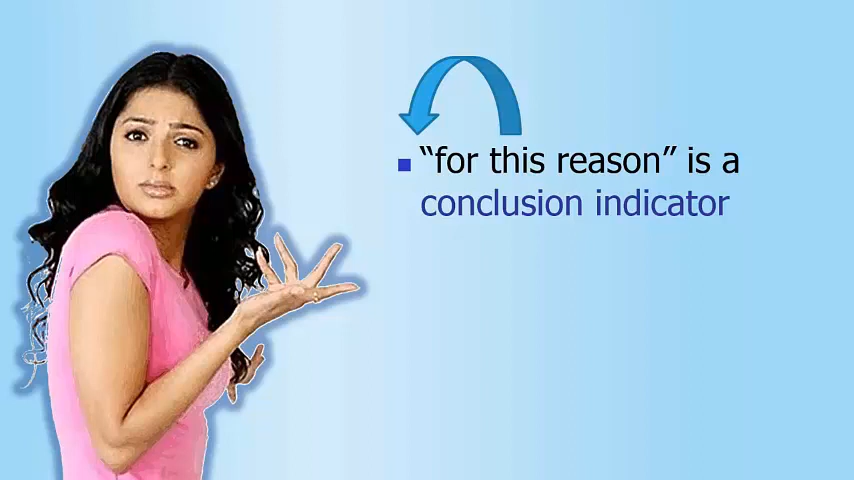 “for this reason” is a
conclusion indicator